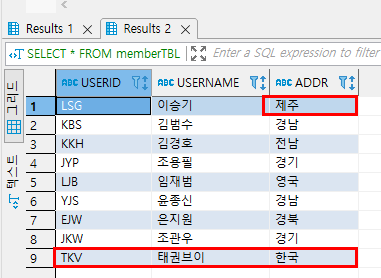 Results 1 Results 2
SELECT * FROM memberTBL Enter a SQL expression to filter
ABC USERID ABC USERNAME ABC ADDR
1 LSG 이승기 제주
2 KBS 김범수 경남
3 KKH 김경호 전남
4 JYP 조용필 경기
5 LJB 임재범 영국
6 YJS 윤종신 경남
7 EJW 은지원 경북
8 JKW 조관우 경기
9 TKV 태권브이 한국
그리드
텍스트